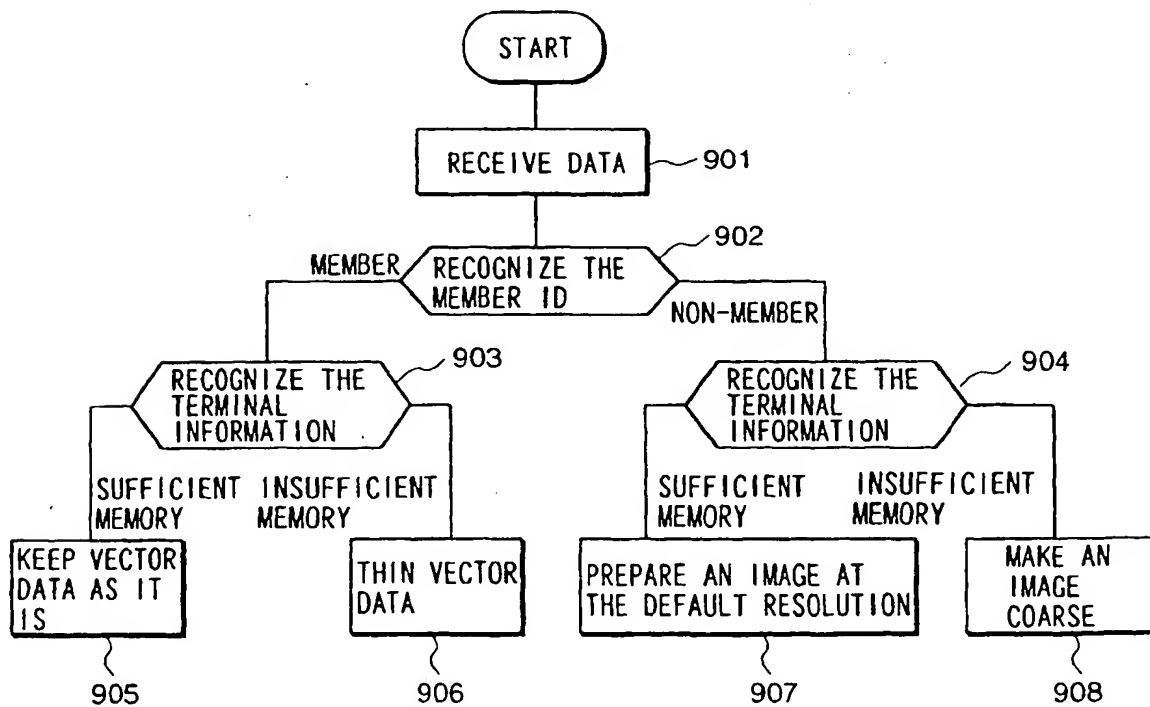 START
RECEIVE DATA
901
902
MEMBER
RECOGNIZE THE
MEMBER ID
NON-MEMBER
903
RECOGNIZE THE
TERMINAL
INFORMATION
904
RECOGNIZE THE
TERMINAL
INFORMATION
SUFFICIENT
MEMORY
INSUFFICIENT
MEMORY
SUFFICIENT
MEMORY
INSUFFICIENT
MEMORY
KEEP VECTOR
DATA AS IT
IS
THIN VECTOR
DATA
PREPARE AN IMAGE AT
THE DEFAULT RESOLUTION
MAKE AN
IMAGE
COARSE
905
906
907
908